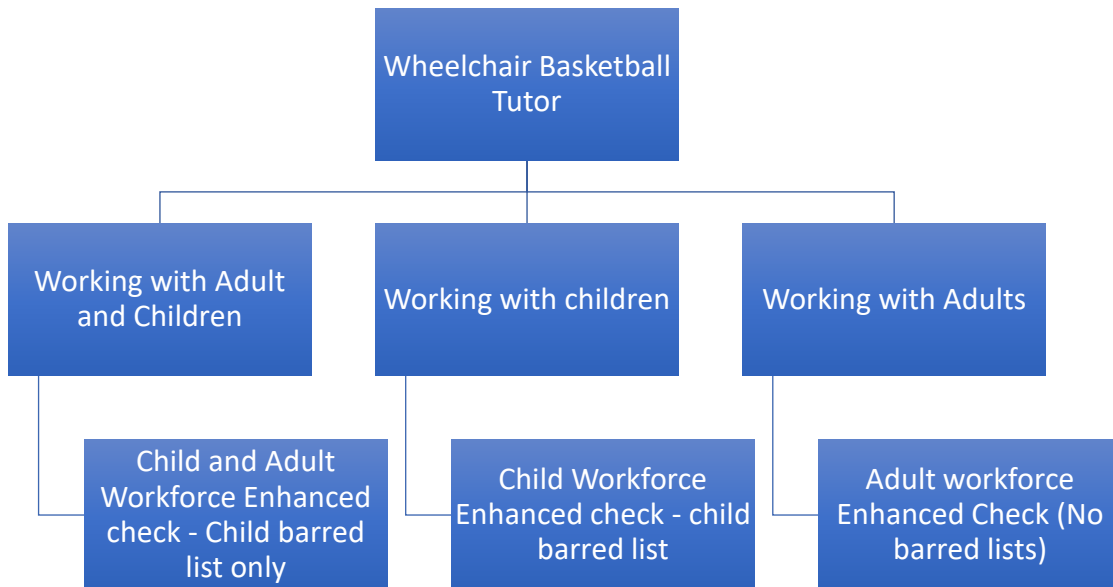 Wheelchair Basketball
Tutor
Working with Adult
and Children
Working with children
Working with Adults
Child and Adult
Workforce Enhanced
check - Child barred
list only
Child Workforce
Enhanced check - child
barred list
Adult workforce
Enhanced Check (No
barred lists)